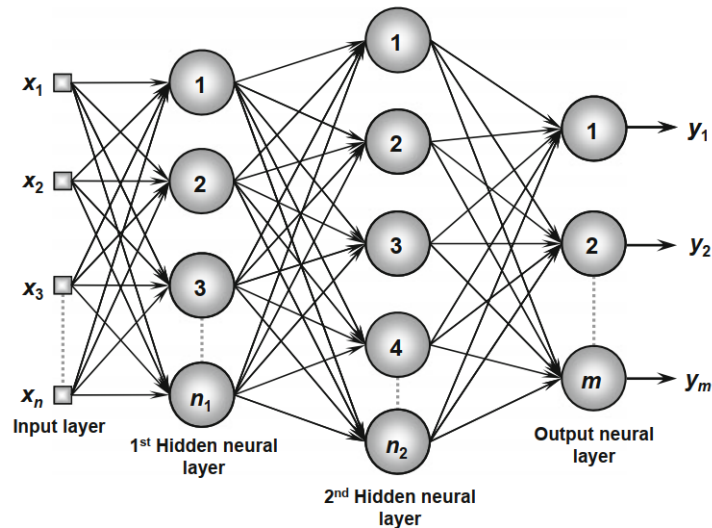 x1
x2
x3
xn
Input layer
1
2
3
n1
1st Hidden neural
layer
1
2
3
4
n2
2nd Hidden neural
layer
1
2
m
Output neural
layer
y1
y2
ym